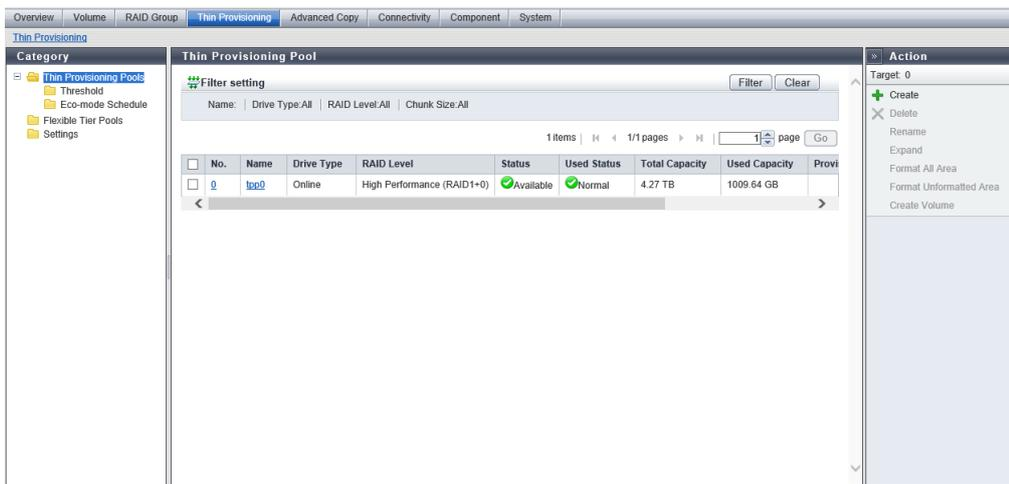 Overview Volume RAID Group Thin Provisioning Advanced Copy Connectivity Component System
Thin Provisioning
Category
Thin Provisioning Pools
Threshold
Eco-mode Schedule
Flexible Tier Pools
Settings
Thin Provisioning Pool
Filter setting Filter Clear
Name: | Drive Type:All | RAID Level:All | Chunk Size:All
1 items | 1/1 pages | 1 page Go
No. Name Drive Type RAID Level Status Used Status Total Capacity Used Capacity Provi
0 tpp0 Online High Performance (RAID1+0) Available Normal 4.27 TB 1009.64 GB
» Action
Target: 0
Create
Delete
Rename
Expand
Format All Area
Format Unformatted Area
Create Volume